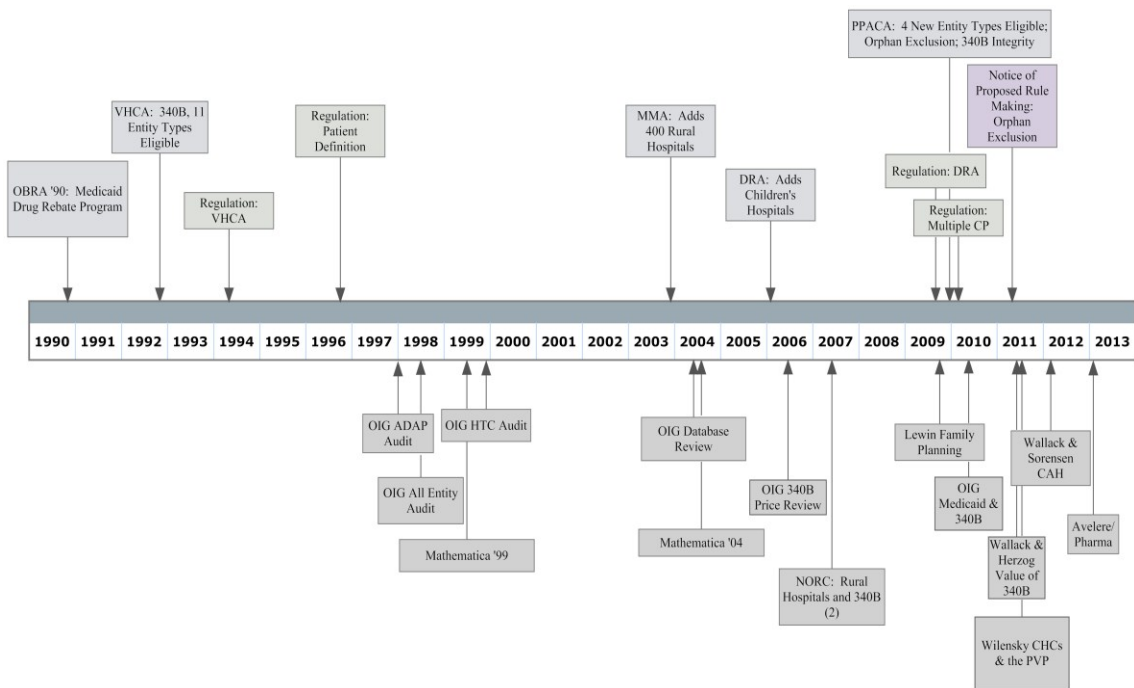 PPACA: 4 New Entity Types Eligible;
Orphan Exclusion; 340B Integrity
Notice of
Proposed Rule
Making:
Orphan
Exclusion
VHCA: 340B, 11
Entity Types
Eligible
Regulation:
Patient
Definition
MMA: Adds
400 Rural
Hospitals
OBRA '90: Medicaid
Drug Rebate Program
Regulation:
VHCA
DRA: Adds
Children's
Hospitals
Regulation: DRA
Regulation:
Multiple CP
1990 1991 1992 1993 1994 1995 1996 1997 1998 1999 2000 2001 2002 2003 2004 2005 2006 2007 2008 2009 2010 2011 2012 2013
OIG ADAP
Audit
OIG HTC Audit
OIG Database
Review
Lewin Family
Planning
Wallack &
Sorensen
CAH
OIG All Entity
Audit
OIG 340B
Price Review
OIG
Medicaid &
340B
Mathematica '99
Mathematica '04
Avelere/
Pharma
NORC: Rural
Hospitals and 340B
(2)
Wallack &
Herzog
Value of
340B
Wilensky CHCs
& the PVP